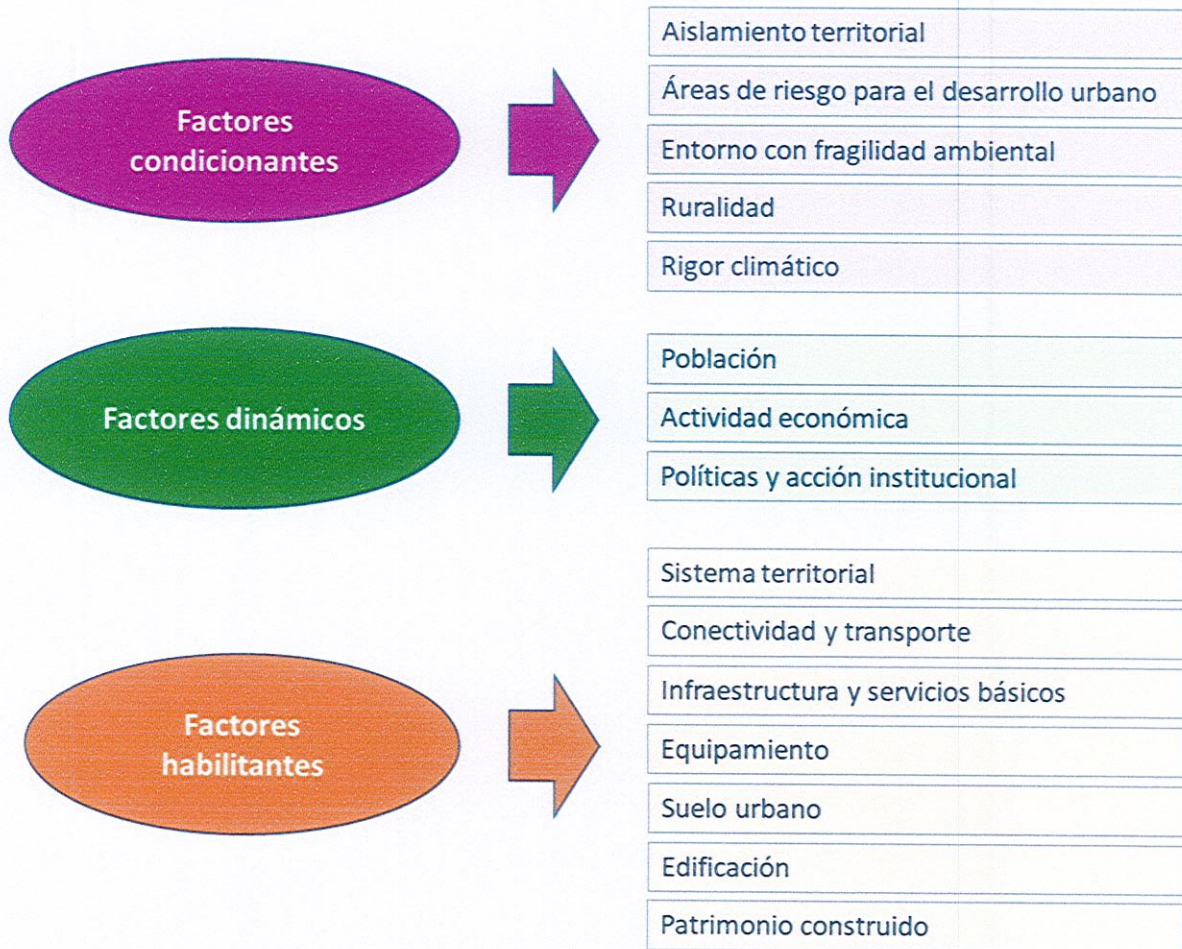 Factores
condicionantes
Aislamiento territorial
Áreas de riesgo para el desarrollo urbano
Entorno con fragilidad ambiental
Ruralidad
Rigor climático
Factores dinámicos
Población
Actividad económica
Políticas y acción institucional
Factores
habilitantes
Sistema territorial
Conectividad y transporte
Infraestructura y servicios básicos
Equipamiento
Suelo urbano
Edificación
Patrimonio construido